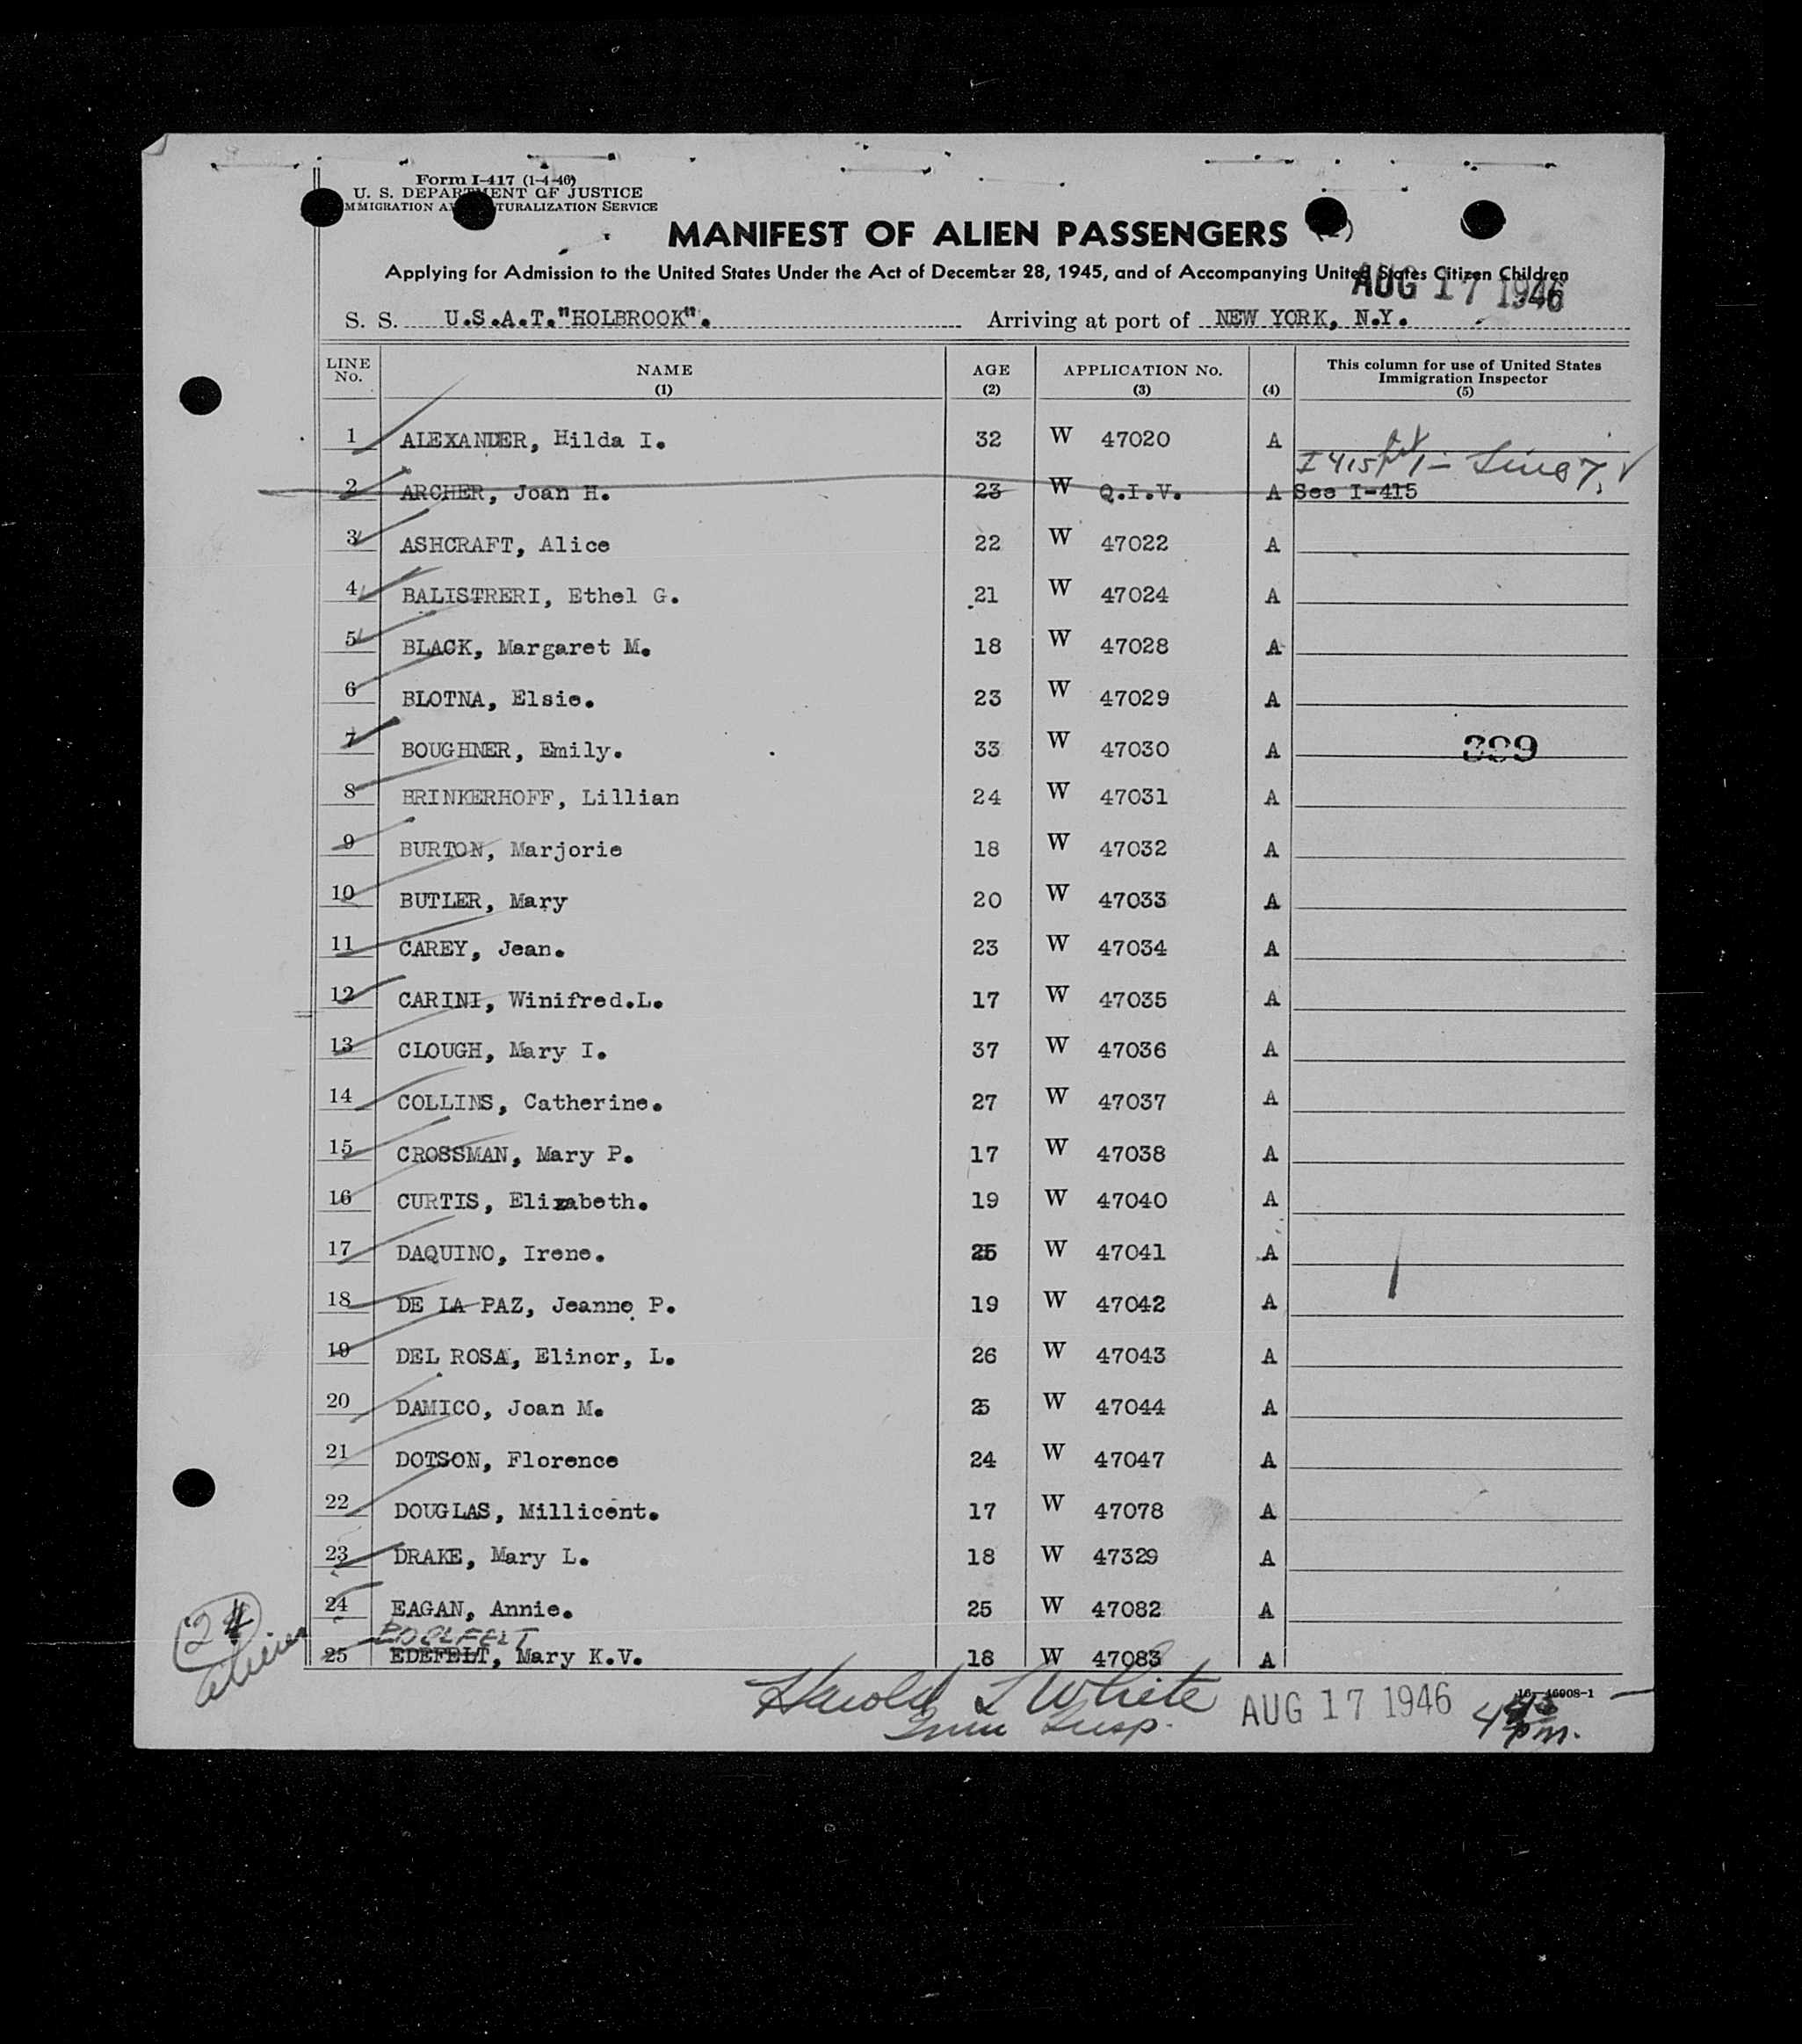 Form I-417 (1-4-46)
U. S. DEPARTMENT OF JUSTICE
IMMIGRATION AND NATURALIZATION SERVICE
MANIFEST OF ALIEN PASSENGERS
Applying for Admission to the United States Under the Act of December 28, 1945, and of Accompanying United States Citizen Children
AUG 17 1946
S. S. U.S.A.T."HOLBROOK". Arriving at port of NEW YORK, N.Y.
LINE No. NAME (1) AGE (2) APPLICATION No. (3) (4) This column for use of United States Immigration Inspector (5)
1 ALEXANDER, Hilda I. 32 W 47020 A
I 415 Line 7,
2 ARCHER, Joan H. 23 W Q.I.V. A See I-415
3 ASHCRAFT, Alice 22 W 47022 A
4 BALISTRERI, Ethel G. 21 W 47024 A
5 BLACK, Margaret M. 18 W 47028 A
6 BLOTNA, Elsie. 23 W 47029 A
7 BOUGHNER, Emily. 33 W 47030 A 399
8 BRINKERHOFF, Lillian 24 W 47031 A
9 BURTON, Marjorie 18 W 47032 A
10 BUTLER, Mary 20 W 47033 A
11 CAREY, Jean. 23 W 47034 A
12 CARINI, Winifred.L. 17 W 47035 A
13 CLOUGH, Mary I. 37 W 47036 A
14 COLLINS, Catherine. 27 W 47037 A
15 CROSSMAN, Mary P. 17 W 47038 A
16 CURTIS, Elizabeth. 19 W 47040 A
17 DAQUINO, Irene. 25 W 47041 A
18 DE LA PAZ, Jeanne P. 19 W 47042 A
19 DEL ROSA, Elinor, L. 26 W 47043 A
20 DAMICO, Joan M. W 47044 A
21 DOTSON, Florence 24 W 47047 A
22 DOUGLAS, Millicent. 17 W 47078 A
23 DRAKE, Mary L. 18 W 47329 A
24 EAGAN, Annie. 25 W 47082 A
25 EDEFELT, Mary K.V. 18 W 47083 A
24 aliens
Harold L White AUG 17 1946 16-46908-1
Imm Insp. pm.